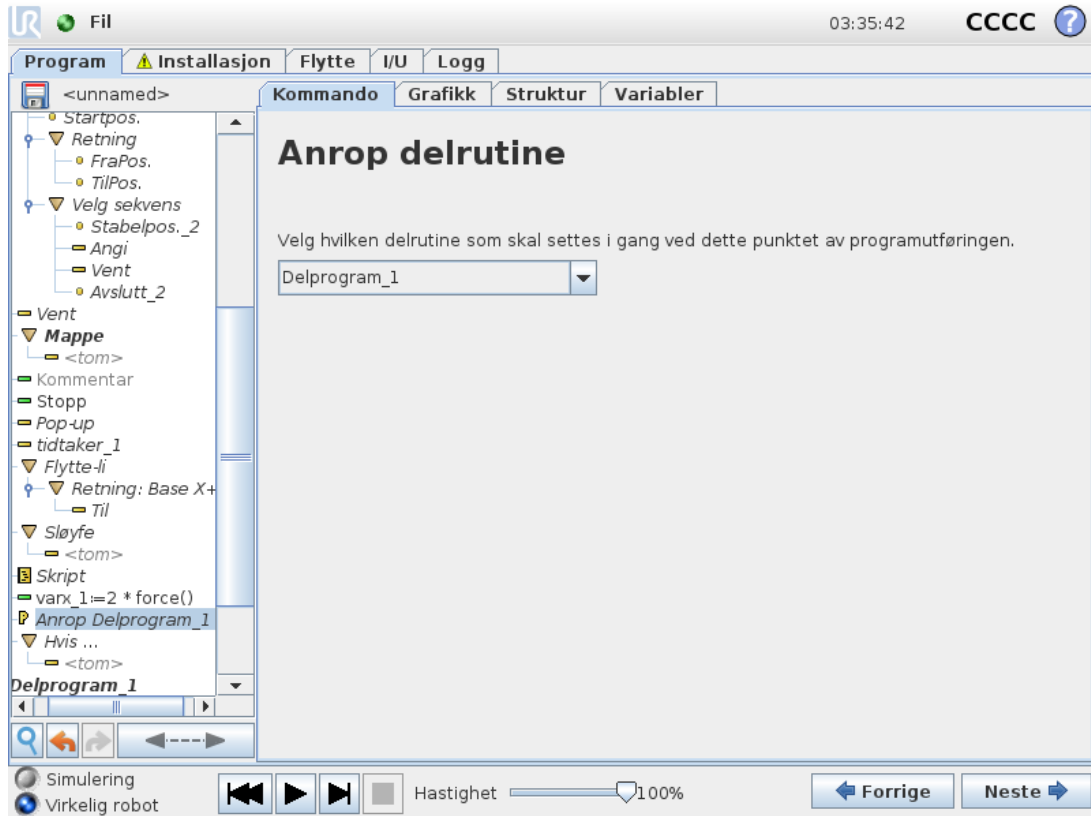 UR Fil 03:35:42 CCCC ?
Program Installasjon Flytte I/U Logg
<unnamed>
Kommando Grafikk Struktur Variabler
Startpos.
Retning
FraPos.
TilPos.
Velg sekvens
Stabelpos._2
Angi
Vent
Avslutt_2
Vent
Mappe
<tom>
Kommentar
Stopp
Pop-up
tidtaker_1
Flytte-li
Retning: Base X+
Til
Sløyfe
<tom>
Skript
varx_1:=2 * force()
Anrop Delprogram_1
Hvis ...
<tom>
Delprogram_1
Anrop delrutine
Velg hvilken delrutine som skal settes i gang ved dette punktet av programutføringen.
Delprogram_1
Simulering
Virkelig robot
Hastighet 100%
Forrige Neste